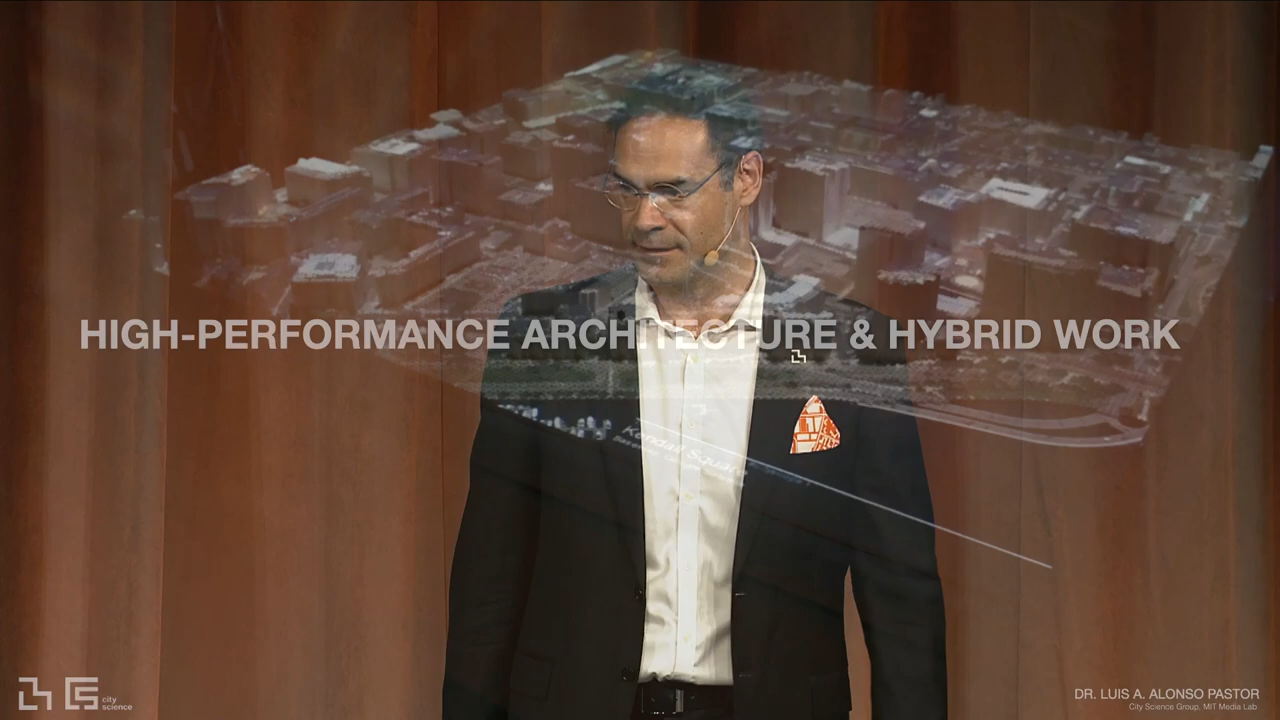 HIGH-PERFORMANCE ARCHITECTURE & HYBRID WORK
Kendall Square
city
science
DR. LUIS A. ALONSO PASTOR
City Science Group, MIT Media Lab